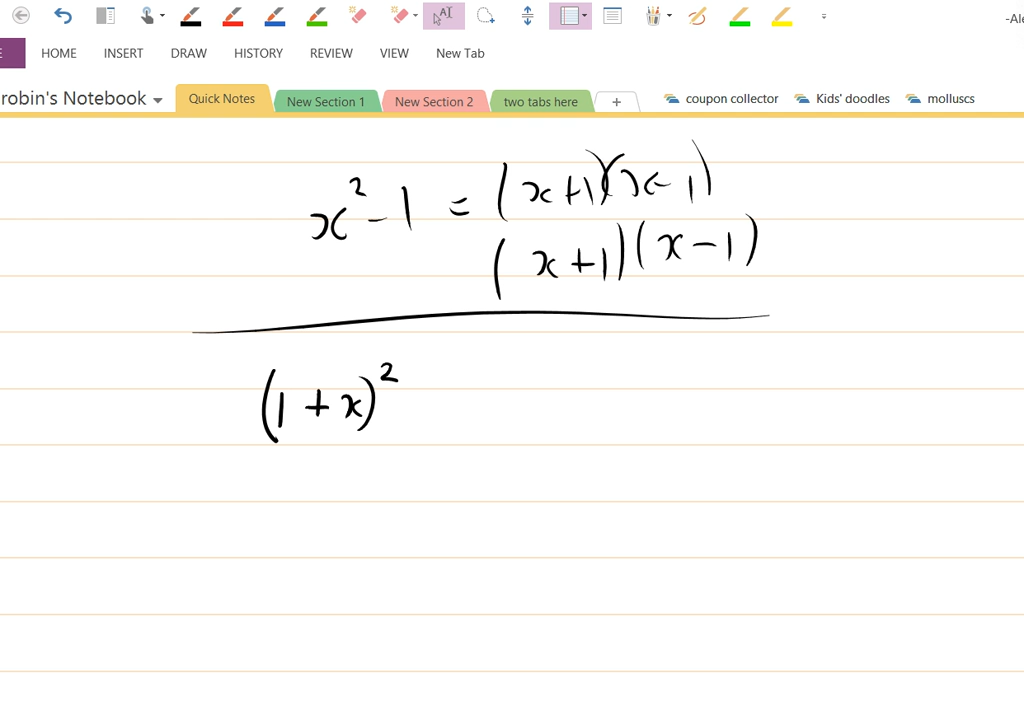 -Ale
HOME INSERT DRAW HISTORY REVIEW VIEW New Tab
robin's Notebook Quick Notes New Section 1 New Section 2 two tabs here + coupon collector Kids' doodles molluscs
x² - 1 = (x+1)(x-1)
(x+1)(x-1)
(1+x)²